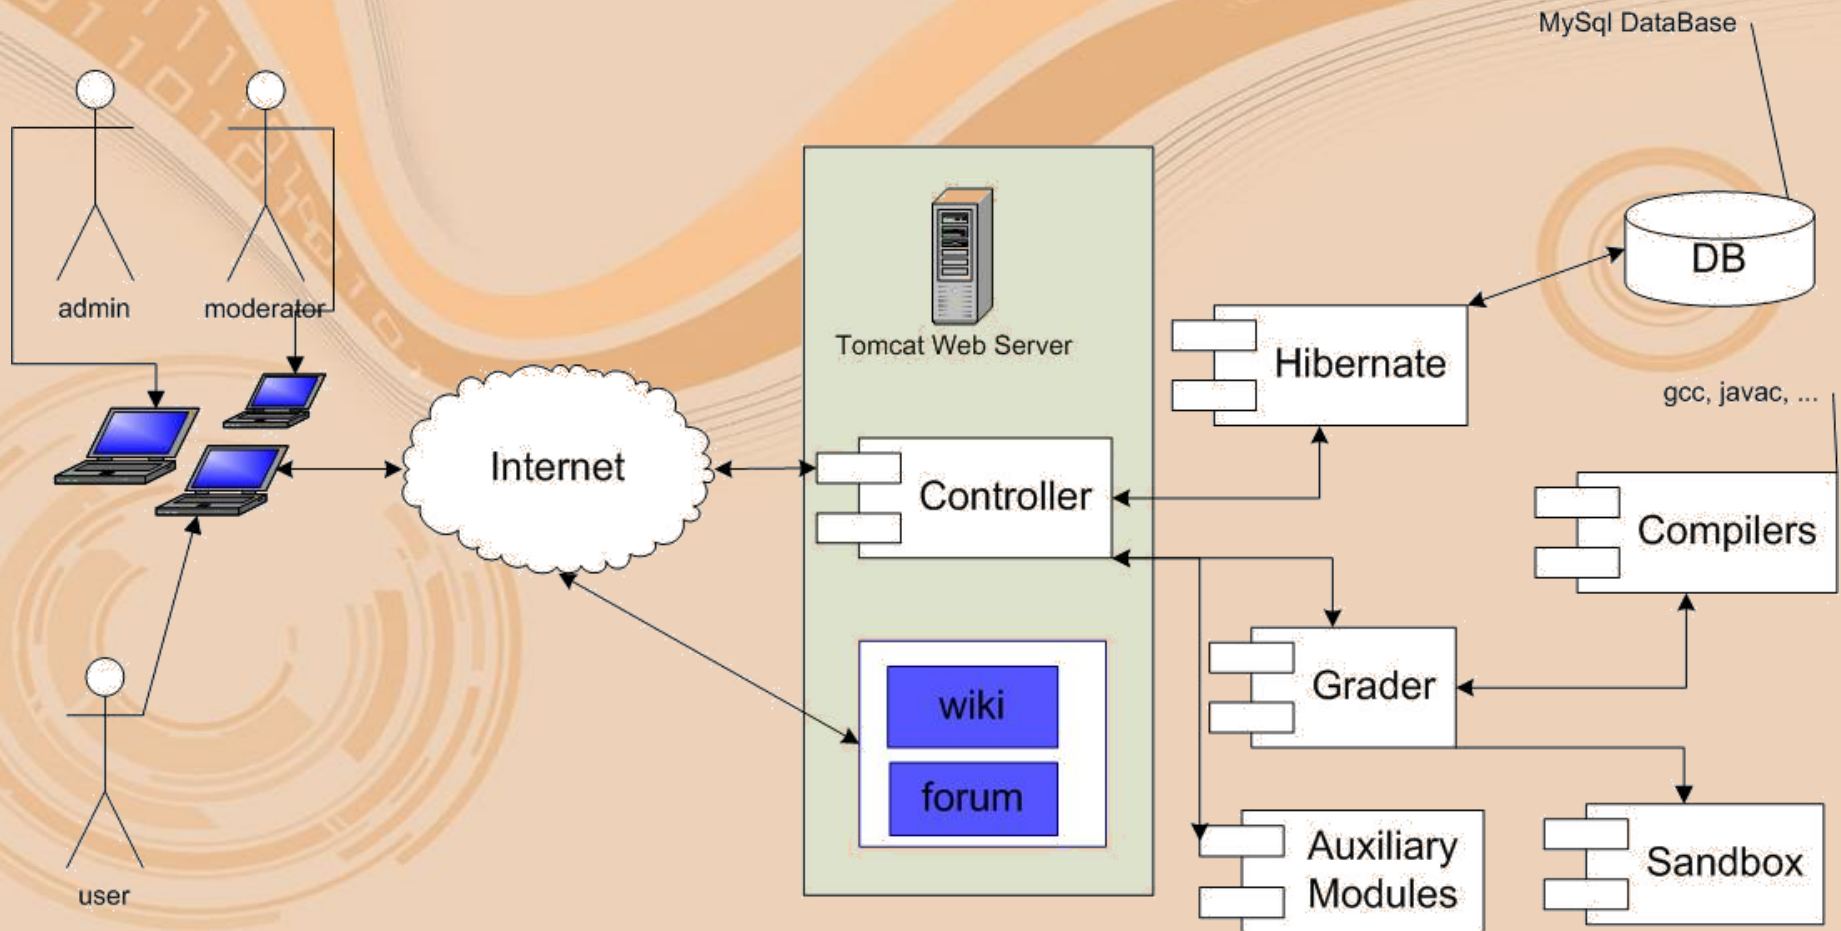 MySql DataBase
admin
moderator
Tomcat Web Server
DB
Hibernate
gcc, javac, ...
Internet
Controller
Compilers
Grader
wiki
forum
Auxiliary
Modules
Sandbox
user